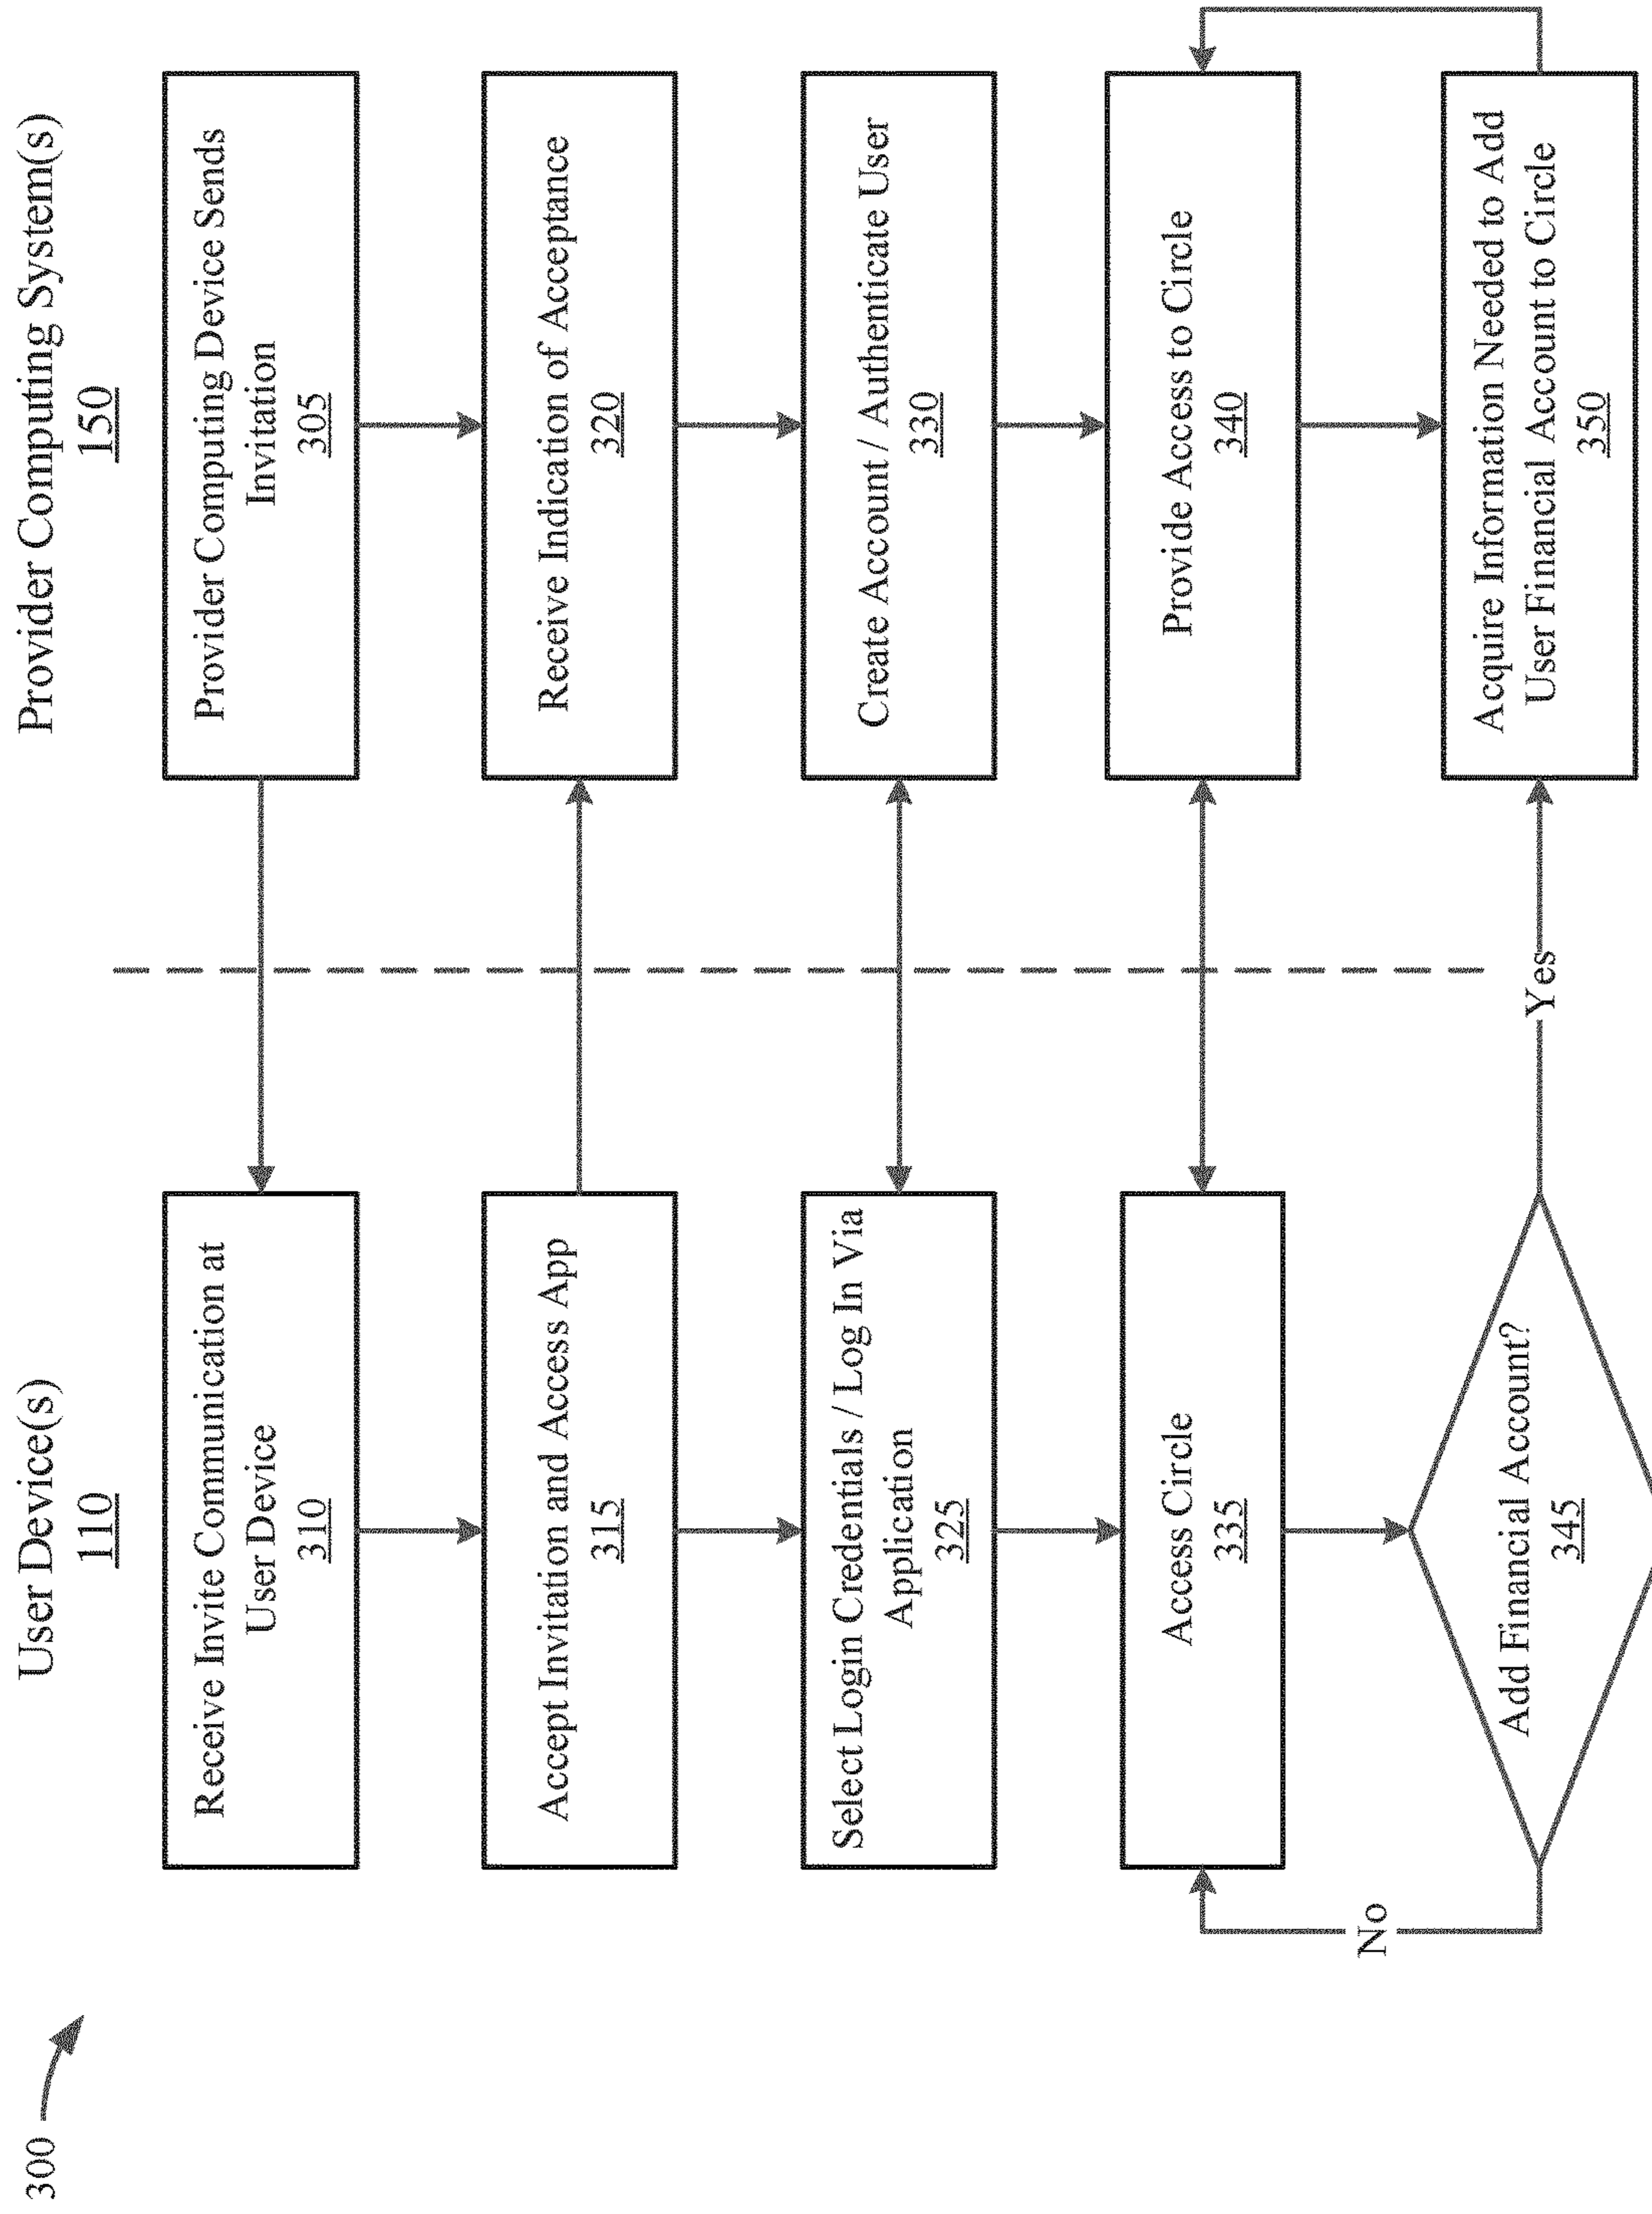 300
User Device(s)
110
Provider Computing System(s)
150
Receive Invite Communication at
User Device
310
Provider Computing Device Sends
Invitation
305
Accept Invitation and Access App
315
Receive Indication of Acceptance
320
Select Login Credentials / Log In Via
Application
325
Create Account / Authenticate User
330
Access Circle
335
Provide Access to Circle
340
No
Add Financial Account?
345
Yes
Acquire Information Needed to Add
User Financial Account to Circle
350